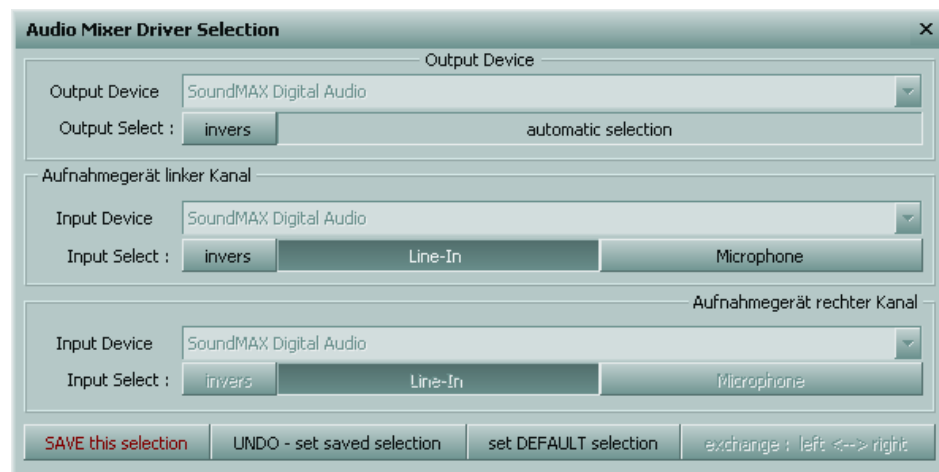 Audio Mixer Driver Selection
Output Device
Output Device SoundMAX Digital Audio
Output Select : invers automatic selection
Aufnahmegerät linker Kanal
Input Device SoundMAX Digital Audio
Input Select : invers Line-In Microphone
Aufnahmegerät rechter Kanal
Input Device SoundMAX Digital Audio
Input Select : invers Line-In Microphone
SAVE this selection UNDO - set saved selection set DEFAULT selection exchange : left <--> right